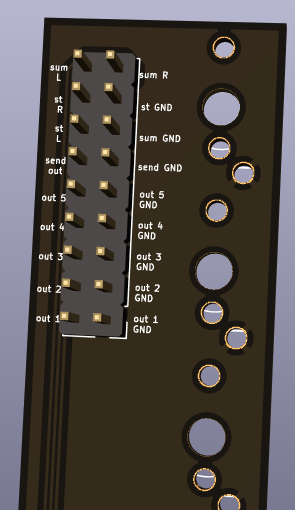 sum
L
sum R
st
R
st GND
st
L
sum GND
send
out
send GND
out 5
out 5
GND
out 4
out 4
GND
out 3
out 3
GND
out 2
out 2
GND
out 1
out 1
GND